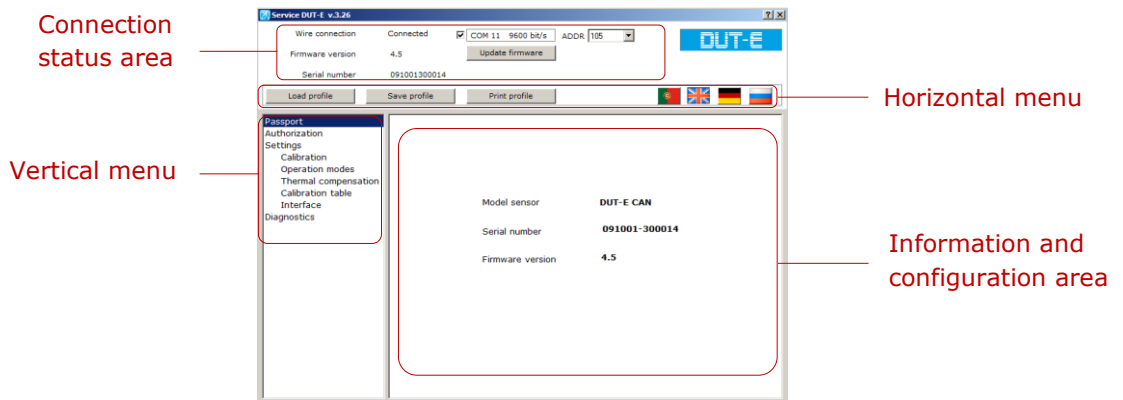 Service DUT-E v.3.26
Connection
status area
Wire connection Connected COM 11 9600 bit/s ADDR 105
DUT-E
Firmware version 4.5 Update firmware
Serial number 091001300014
Load profile Save profile Print profile
Horizontal menu
Passport
Authorization
Settings
Calibration
Operation modes
Thermal compensation
Calibration table
Interface
Diagnostics
Vertical menu
Model sensor DUT-E CAN
Serial number 091001-300014
Firmware version 4.5
Information and
configuration area